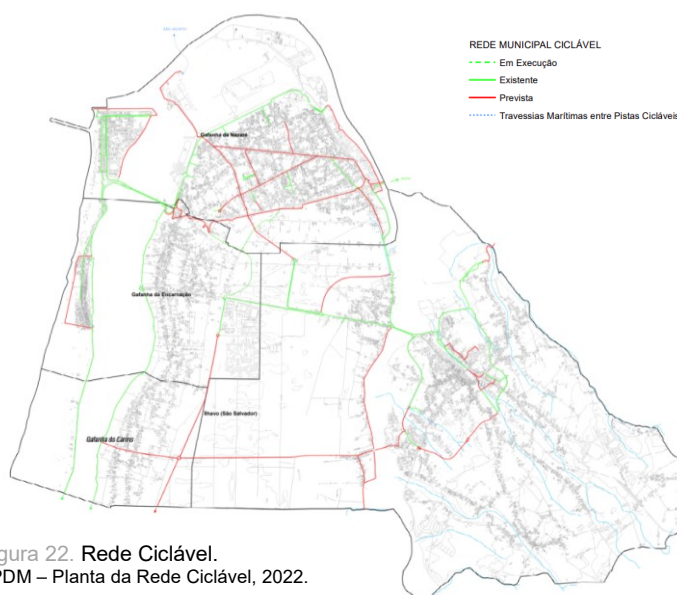 REDE MUNICIPAL CICLÁVEL
Em Execução
Existente
Prevista
Travessias Marítimas entre Pistas Cicláveis
Gafanha da Nazaré
Gafanha da Encarnação
Ílhavo (São Salvador)
Gafanha do Carmo
gura 22. Rede Ciclável.
PDM – Planta da Rede Ciclável, 2022.